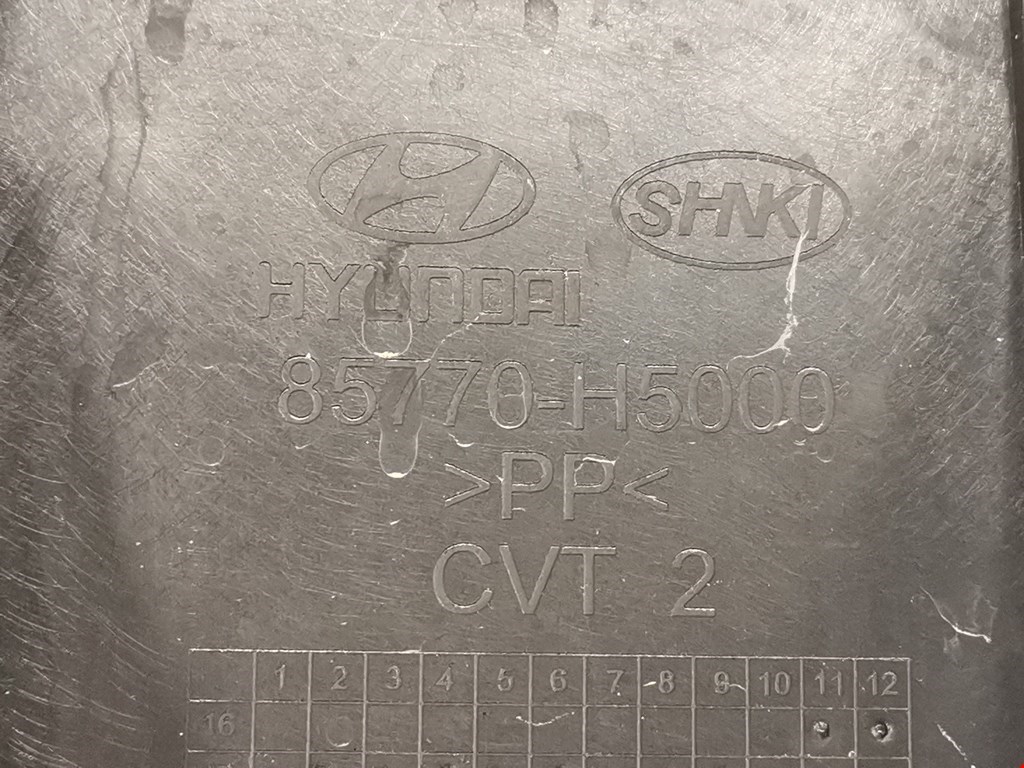 SHNKI
HYUNDAI
85770-H5000
>PP<
CVT 2
1 2 3 4 5 6 7 8 9 10 11 12
16